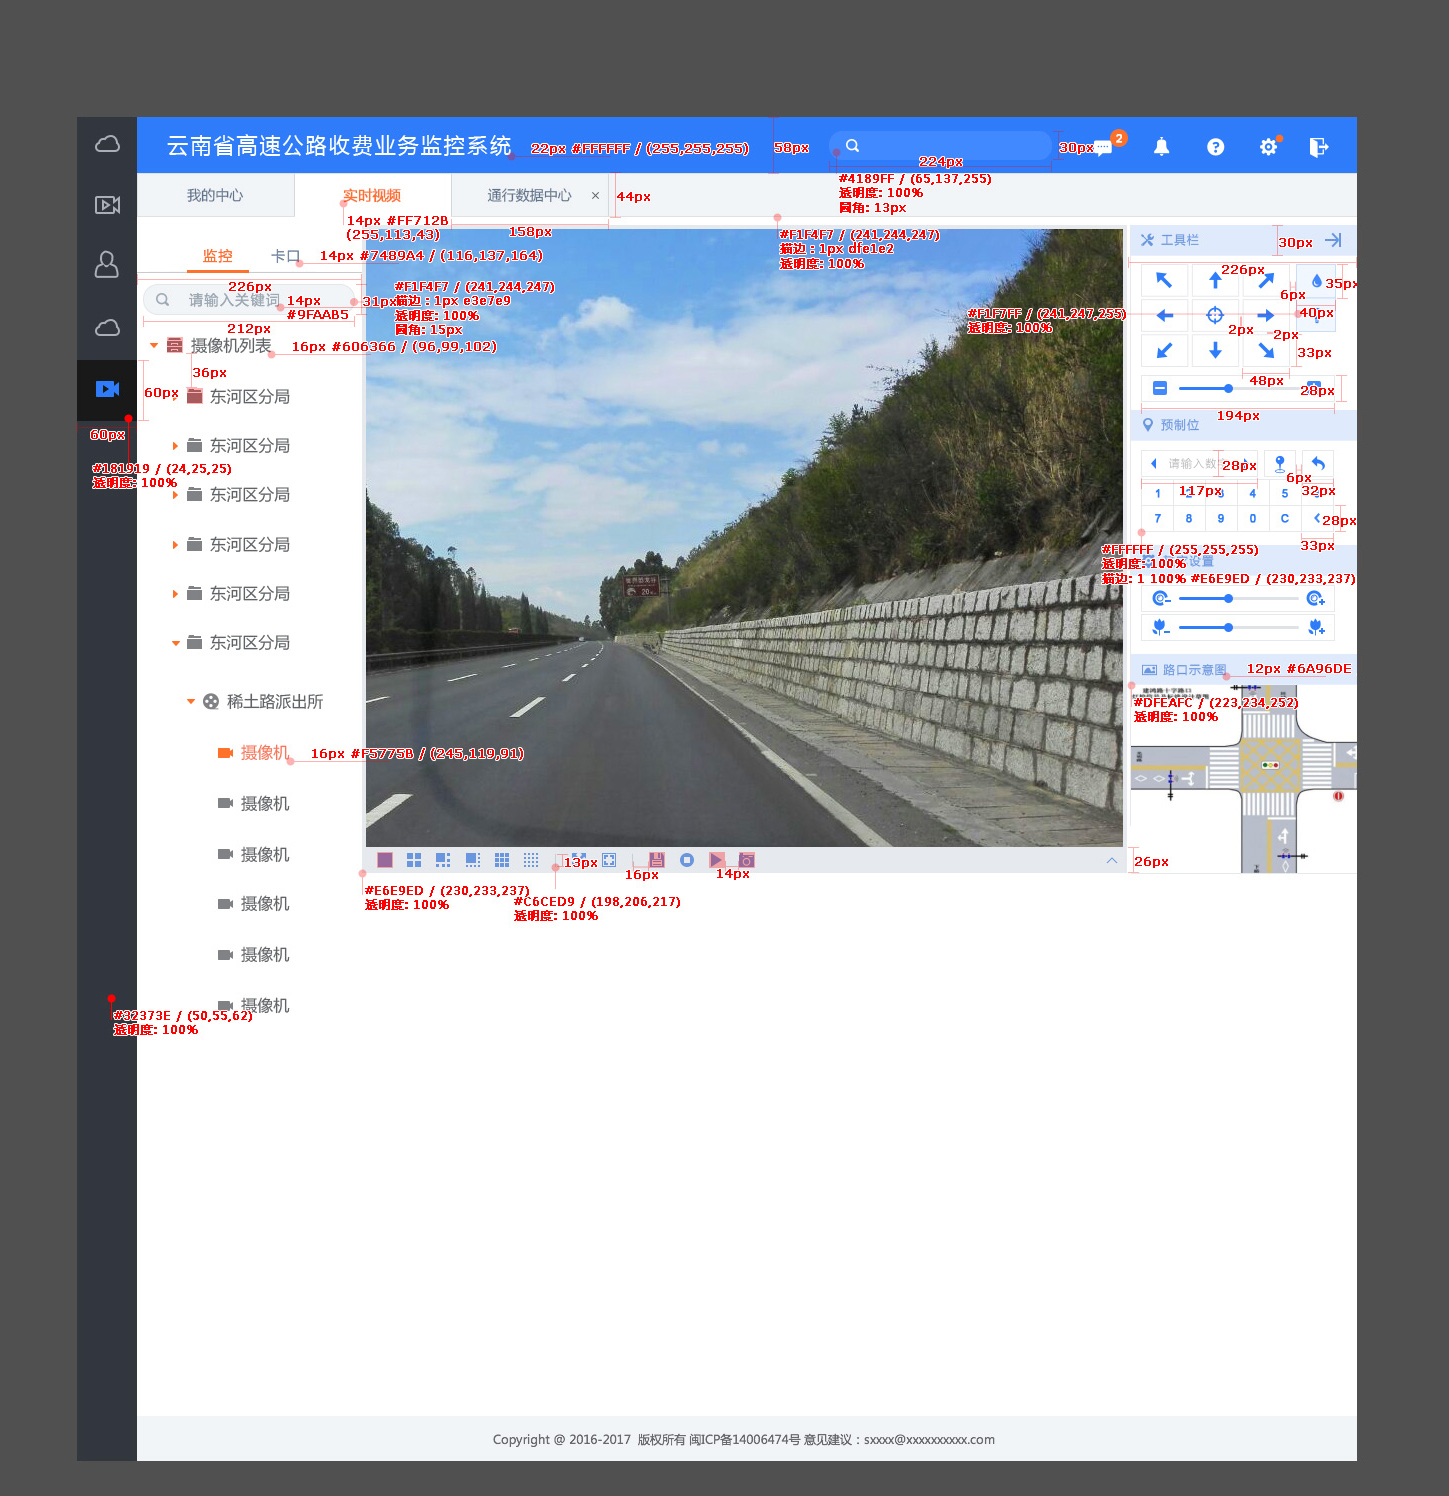 云南省高速公路收费业务监控系统
22px #FFFFFF / (255,255,255)
58px
224px
30px
2
#4189FF / (65,137,255)
透明度: 100%
圆角: 13px
我的中心
实时视频
通行数据中心 ×
44px
14px #FF712B
(255,113,43)
158px
#F1F4F7 / (241,244,247)
描边：1px dfe1e2
透明度: 100%
监控
卡口
14px #7489A4 / (116,137,164)
226px
请输入关键词
14px
#9FAAB5
31px
#F1F4F7 / (241,244,247)
描边：1px e3e7e9
透明度: 100%
圆角: 15px
212px
摄像机列表
16px #606366 / (96,99,102)
36px
60px
东河区分局
60px
东河区分局
#181919 / (24,25,25)
透明度: 100%
东河区分局
东河区分局
东河区分局
东河区分局
稀土路派出所
摄像机
16px #F5775B / (245,119,91)
摄像机
摄像机
摄像机
摄像机
摄像机
#32373E / (50,55,62)
透明度: 100%
13px
16px
14px
26px
#E6E9ED / (230,233,237)
透明度: 100%
#C6CED9 / (198,206,217)
透明度: 100%
工具栏
30px
226px
35px
6px
40px
#F1F7FF / (241,247,255)
透明度: 100%
2px
2px
33px
48px
28px
194px
预制位
请输入数
28px
6px
117px
32px
1
4
5
7
8
9
0
C
28px
33px
#FFFFFF / (255,255,255)
透明度: 100%
设置
描边: 1 100% #E6E9ED / (230,233,237)
路口示意图
12px #6A96DE
#DFEAFC / (223,234,252)
透明度: 100%
Copyright @ 2016-2017 版权所有 闽ICP备14006474号 意见建议：sxxxx@xxxxxxxxxx.com